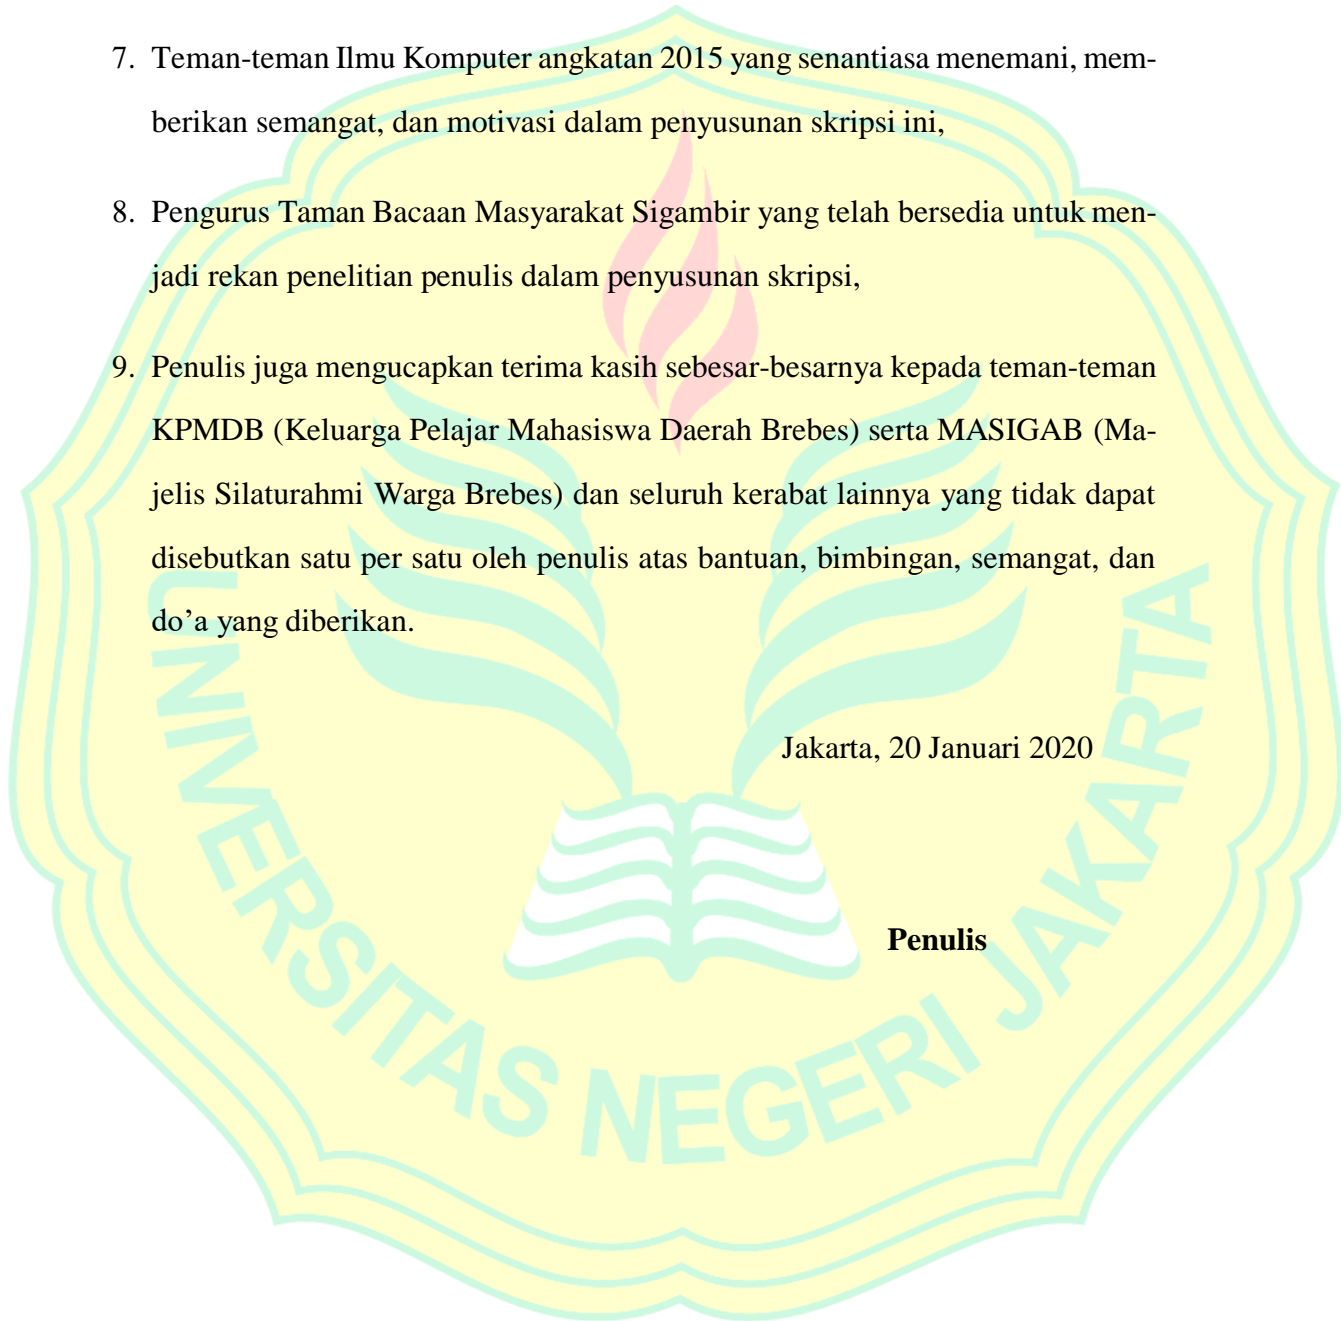 7. Teman-teman Ilmu Komputer angkatan 2015 yang senantiasa menemani, mem-
berikan semangat, dan motivasi dalam penyusunan skripsi ini,
8. Pengurus Taman Bacaan Masyarakat Sigambir yang telah bersedia untuk men-
jadi rekan penelitian penulis dalam penyusunan skripsi,
9. Penulis juga mengucapkan terima kasih sebesar-besarnya kepada teman-teman
KPMDB (Keluarga Pelajar Mahasiswa Daerah Brebes) serta MASIGAB (Ma-
jelis Silaturahmi Warga Brebes) dan seluruh kerabat lainnya yang tidak dapat
disebutkan satu per satu oleh penulis atas bantuan, bimbingan, semangat, dan
do’a yang diberikan.
Jakarta, 20 Januari 2020
Penulis
UNIVERSITAS NEGERI JAKARTA